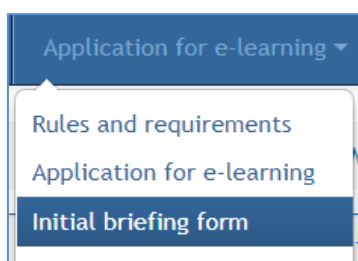 Application for e-learning
Rules and requirements
Application for e-learning
Initial briefing form